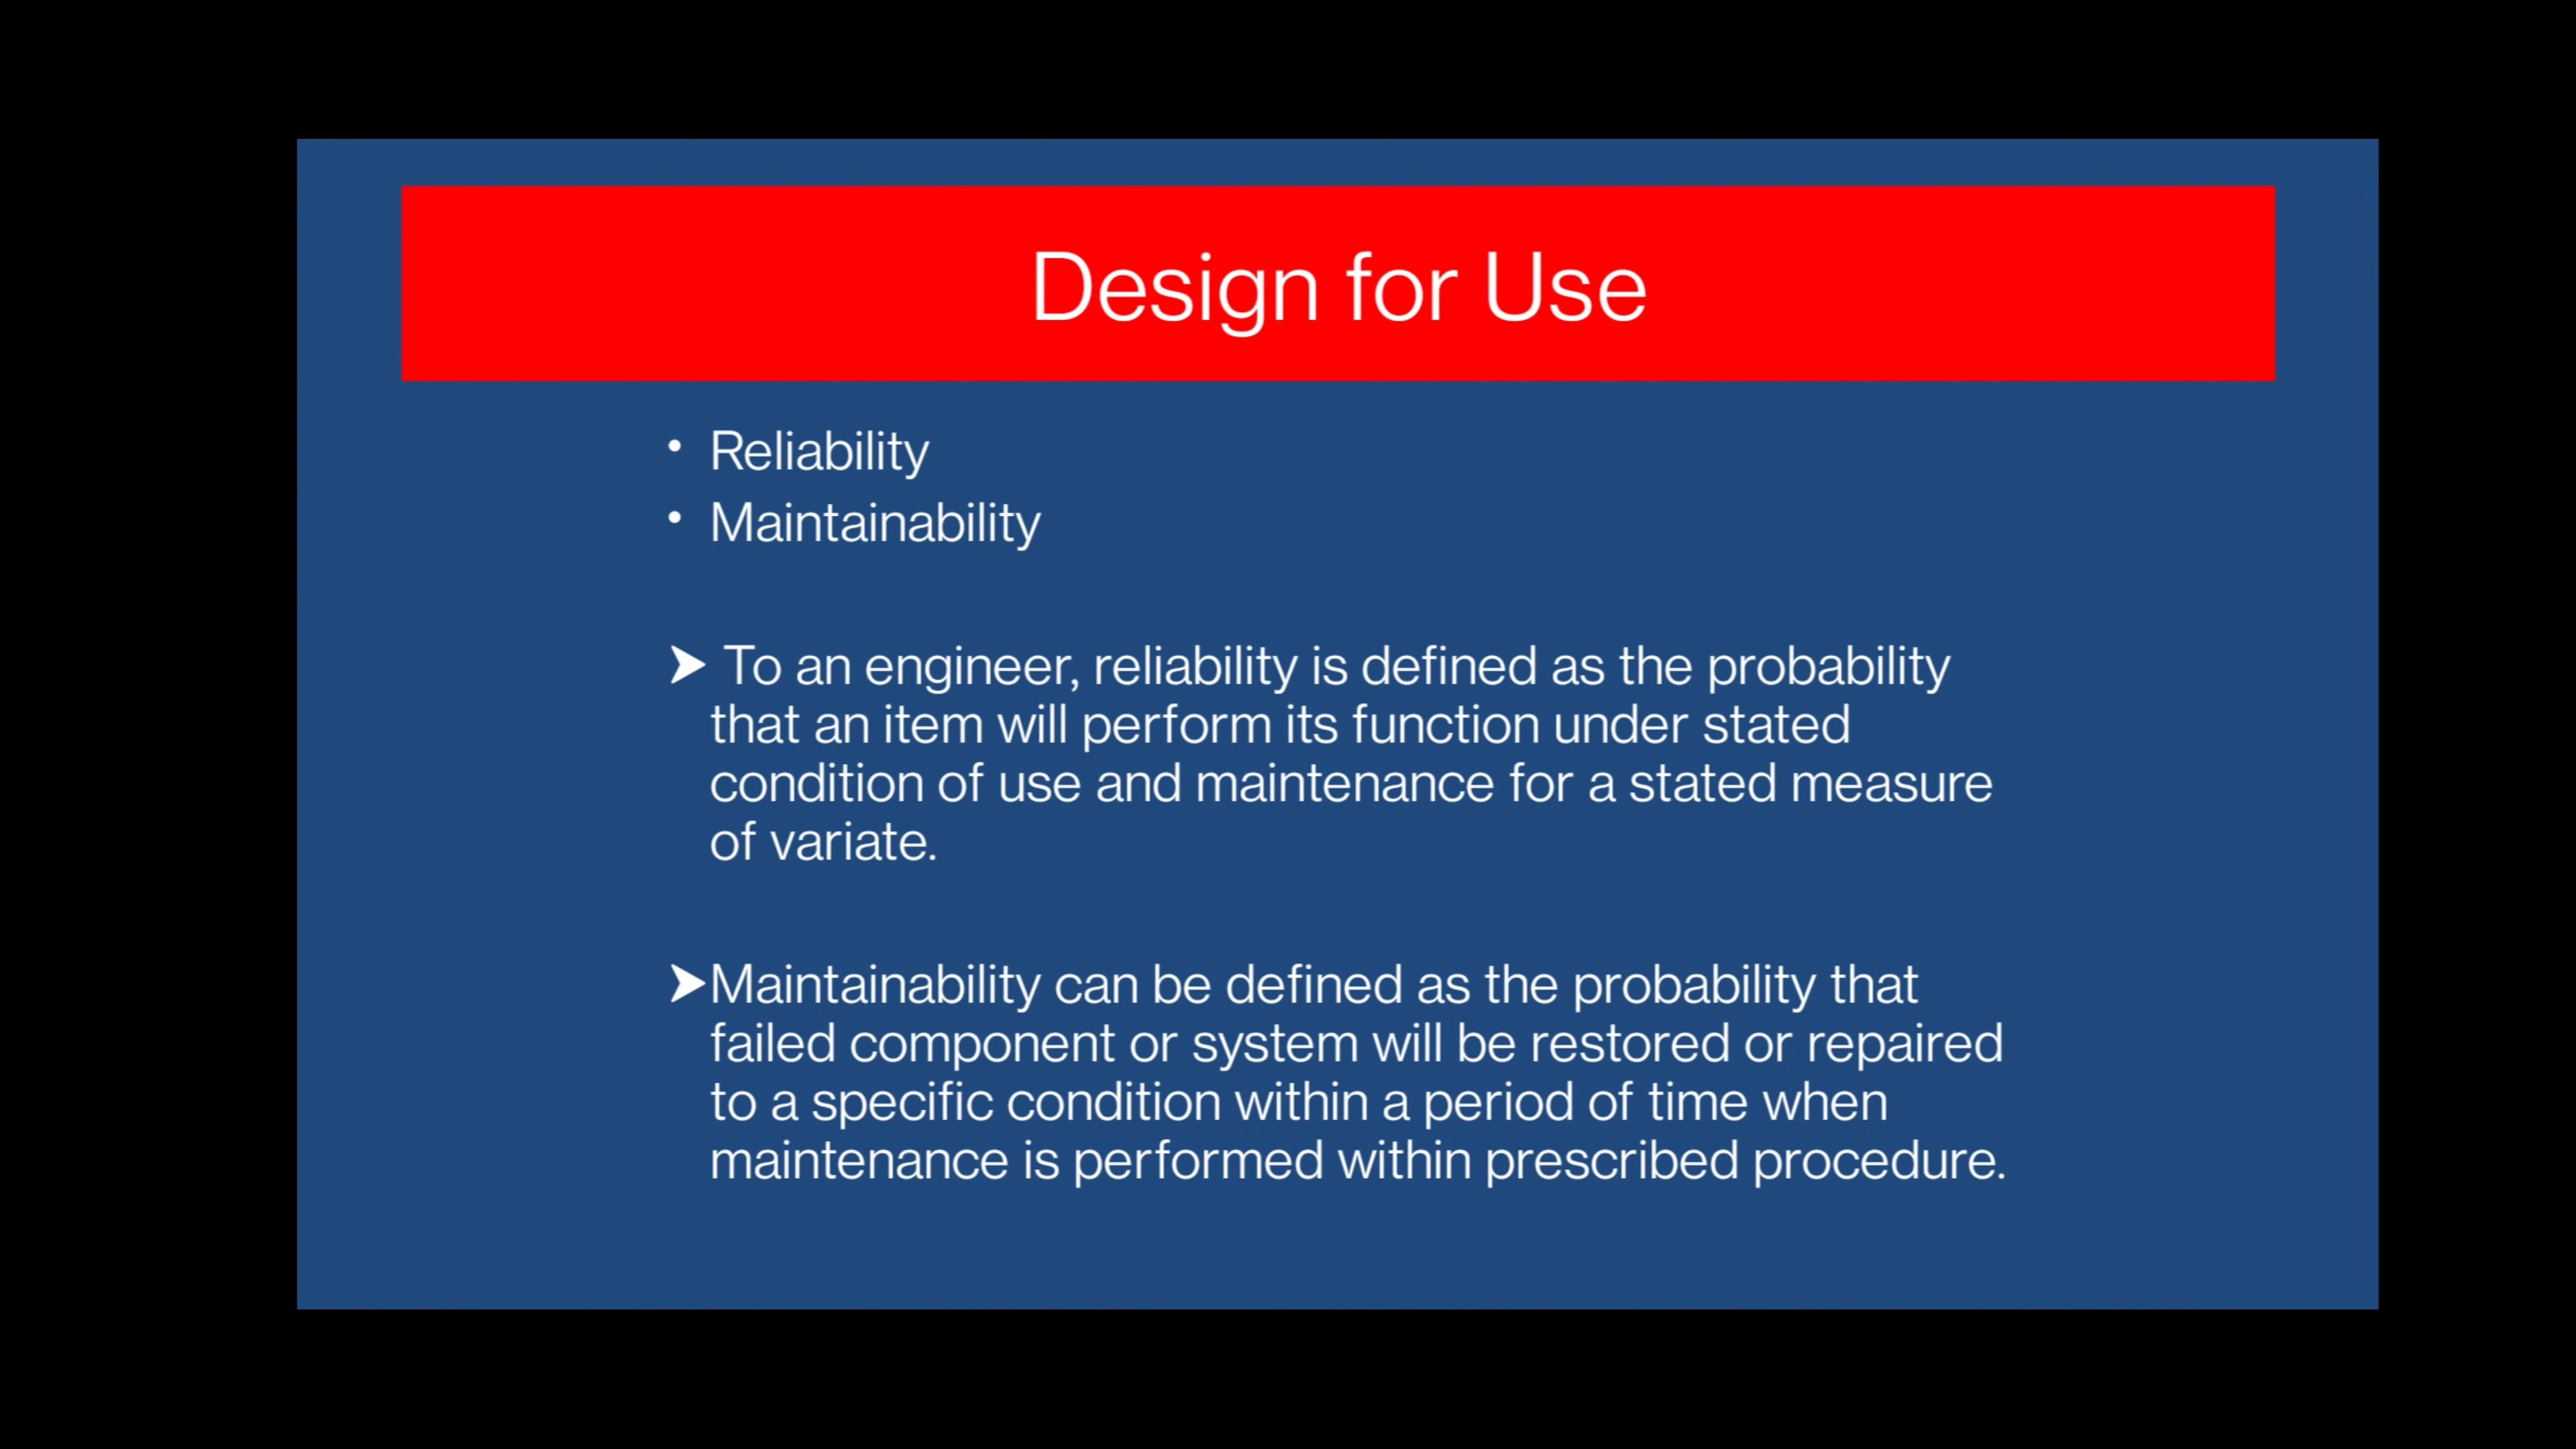 Design for Use
• Reliability
• Maintainability
➤ To an engineer, reliability is defined as the probability
that an item will perform its function under stated
condition of use and maintenance for a stated measure
of variate.
➤Maintainability can be defined as the probability that
failed component or system will be restored or repaired
to a specific condition within a period of time when
maintenance is performed within prescribed procedure.